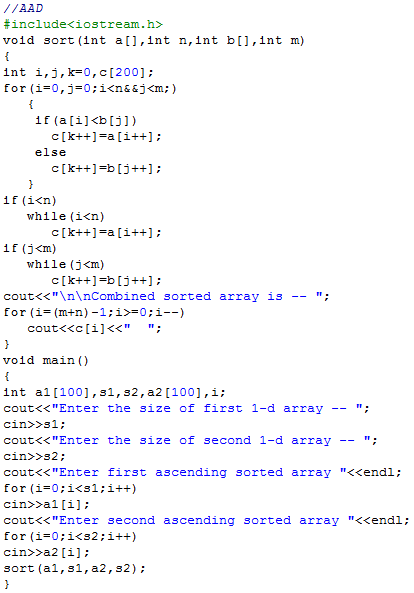 //AAD
#include<iostream.h>
void sort(int a[],int n,int b[],int m)
{
int i,j,k=0,c[200];
for(i=0,j=0;i<n&&j<m;)
{
if(a[i]<b[j])
c[k++]=a[i++];
else
c[k++]=b[j++];
}
if(i<n)
while(i<n)
c[k++]=a[i++];
if(j<m)
while(j<m)
c[k++]=b[j++];
cout<<"\n\nCombined sorted array is -- ";
for(i=(m+n)-1;i>=0;i--)
cout<<c[i]<<"  ";
}
void main()
{
int a1[100],s1,s2,a2[100],i;
cout<<"Enter the size of first 1-d array -- ";
cin>>s1;
cout<<"Enter the size of second 1-d array -- ";
cin>>s2;
cout<<"Enter first ascending sorted array "<<endl;
for(i=0;i<s1;i++)
cin>>a1[i];
cout<<"Enter second ascending sorted array "<<endl;
for(i=0;i<s2;i++)
cin>>a2[i];
sort(a1,s1,a2,s2);
}